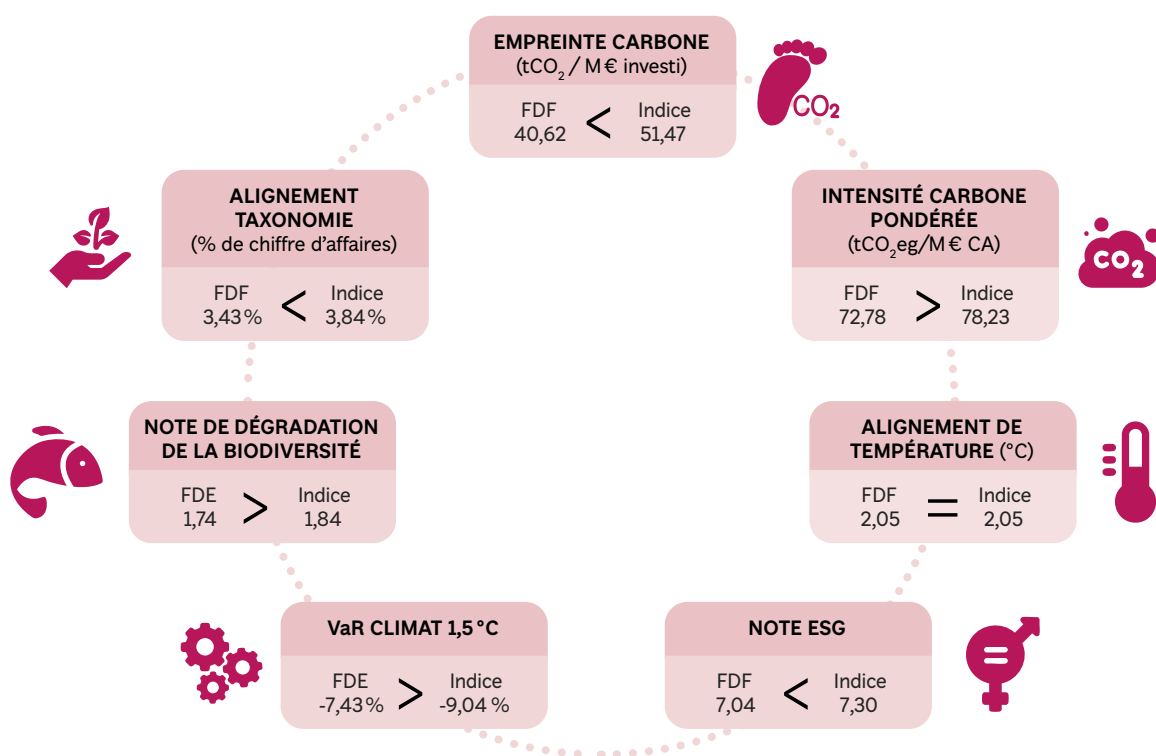 EMPREINTE CARBONE
(tCO₂ / M € investi)
FDF < Indice
40,62 51,47
CO₂
ALIGNEMENT
TAXONOMIE
(% de chiffre d'affaires)
FDF < Indice
3,43 % 3,84 %
INTENSITÉ CARBONE
PONDÉRÉE
(tCO₂eg/M € CA)
FDF > Indice
72,78 78,23
CO₂
NOTE DE DÉGRADATION
DE LA BIODIVERSITÉ
FDE > Indice
1,74 1,84
ALIGNEMENT DE
TEMPÉRATURE (°C)
FDF = Indice
2,05 2,05
VaR CLIMAT 1,5 °C
FDE > Indice
-7,43 % -9,04 %
NOTE ESG
FDF < Indice
7,04 7,30